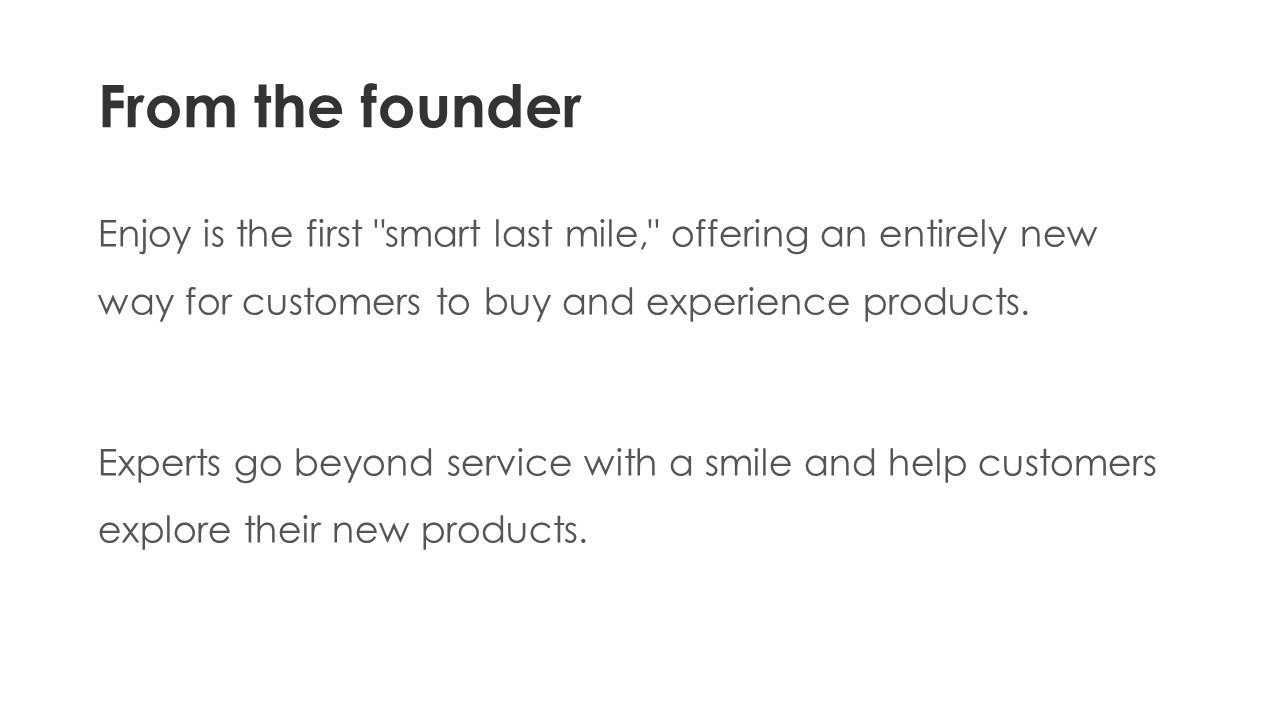 From the founder
Enjoy is the first "smart last mile," offering an entirely new
way for customers to buy and experience products.
Experts go beyond service with a smile and help customers
explore their new products.